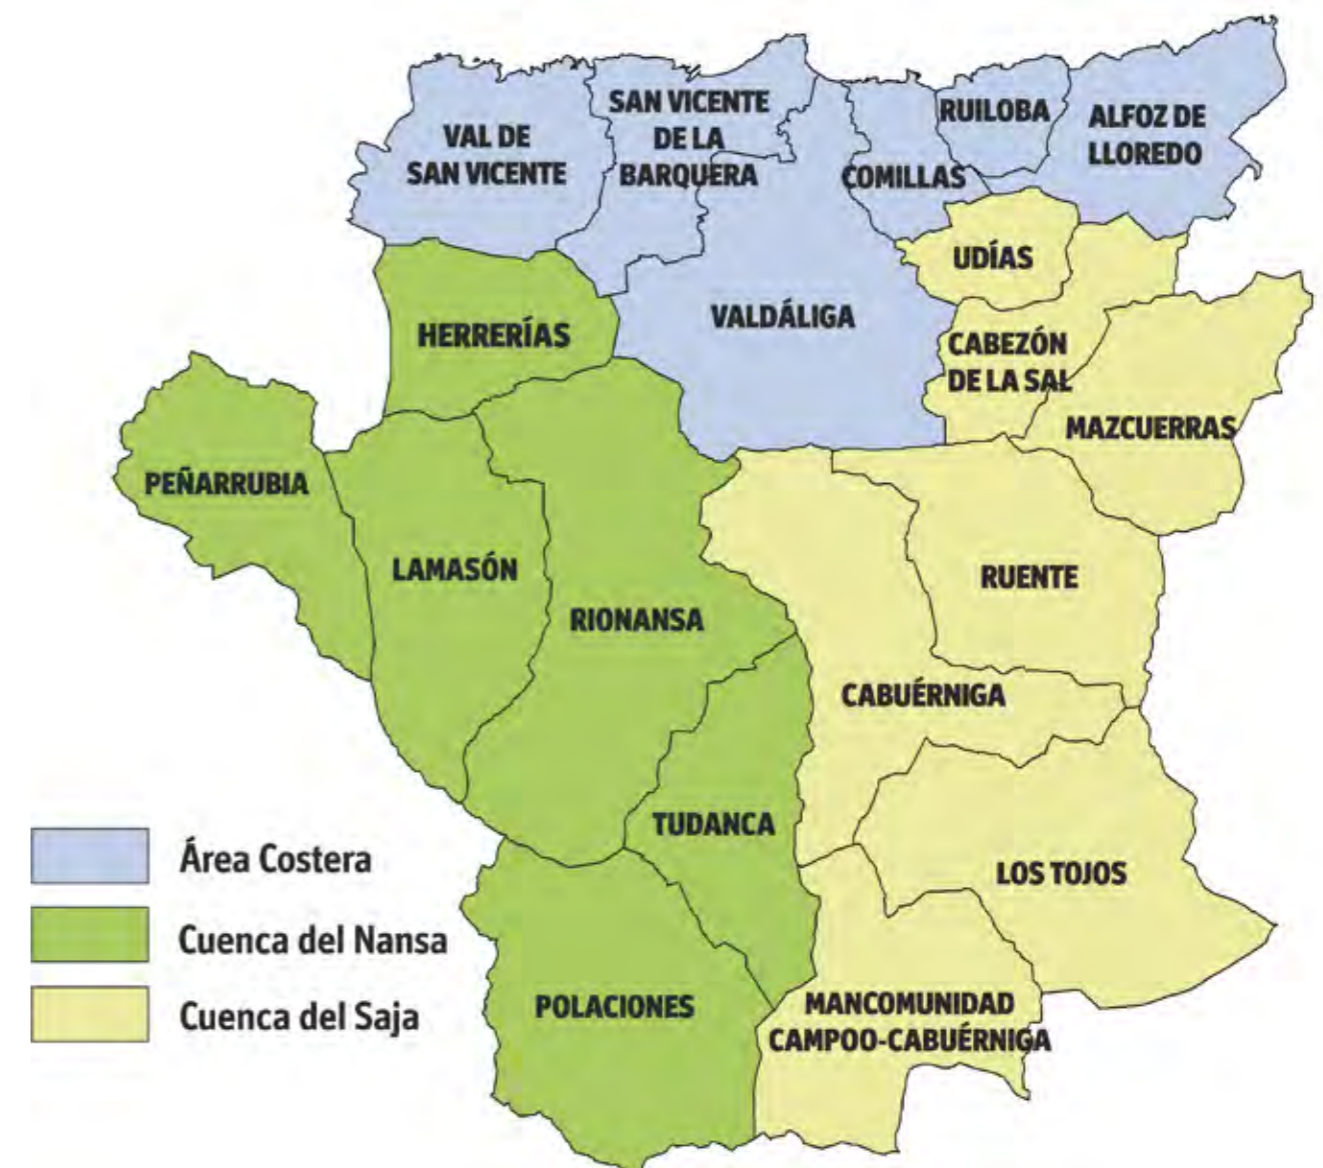 SAN VICENTE
DE LA
BARQUERA
RUILOBA
ALFOZ DE
LLOREDO
VAL DE
SAN VICENTE
COMILLAS
UDÍAS
VALDÁLIGA
HERRERÍAS
CABEZÓN
DE LA SAL
MAZCUERRAS
PEÑARRUBIA
LAMASÓN
RUENTE
RIONANSA
CABUÉRNIGA
TUDANCA
LOS TOJOS
POLACIONES
MANCOMUNIDAD
CAMPOO-CABUÉRNIGA
Área Costera
Cuenca del Nansa
Cuenca del Saja